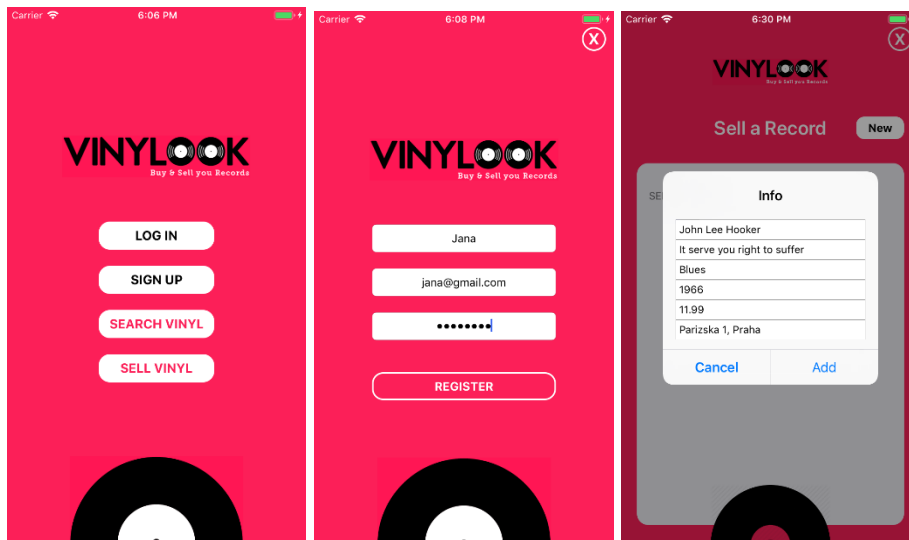 Carrier 6:06 PM
VINYLOOK
Buy & Sell you Records
LOG IN
SIGN UP
SEARCH VINYL
SELL VINYL
Carrier 6:08 PM
X
VINYLOOK
Buy & Sell you Records
Jana
jana@gmail.com
REGISTER
Carrier 6:30 PM
X
VINYLOOK
Buy & Sell you Records
Sell a Record
New
SE
Info
John Lee Hooker
It serve you right to suffer
Blues
1966
11.99
Parizska 1, Praha
Cancel Add